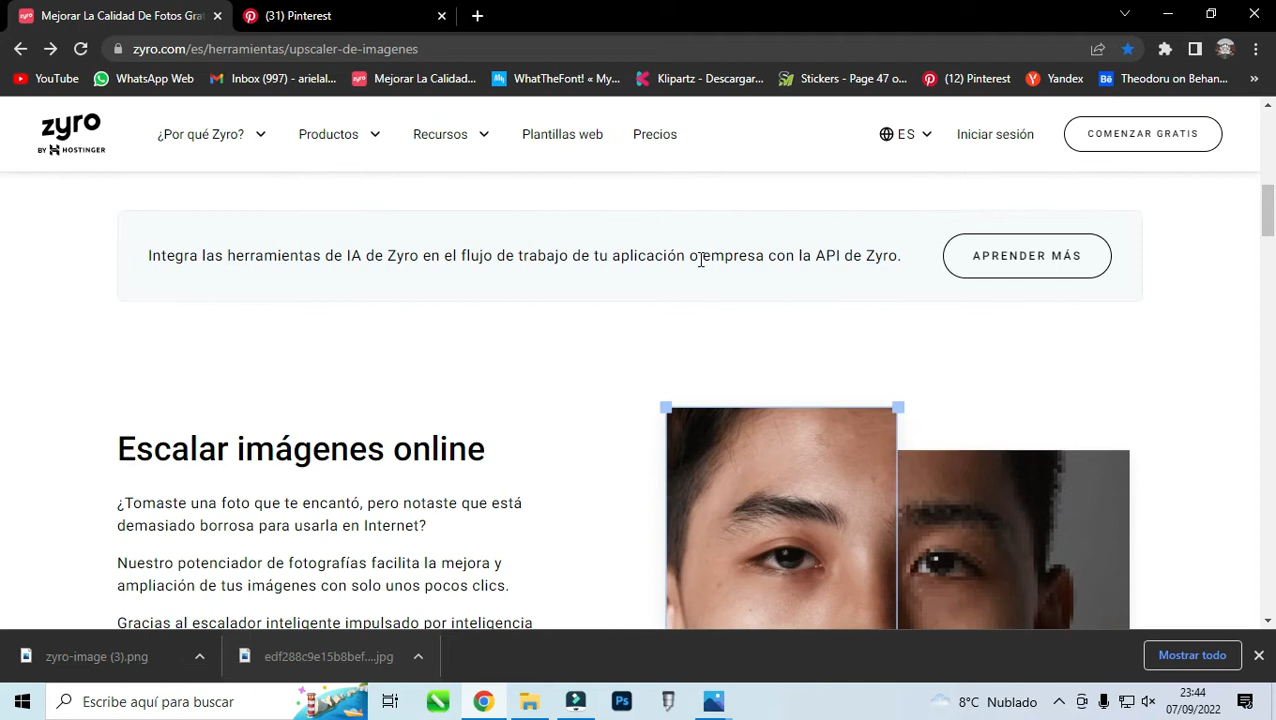 Mejorar La Calidad De Fotos Grati
(31) Pinterest
zyro.com/es/herramientas/upscaler-de-imagenes
YouTube
WhatsApp Web
Inbox (997) - arielal...
Mejorar La Calidad...
WhatTheFont! « My...
Klipartz - Descargar...
Stickers - Page 47 o...
(12) Pinterest
Yandex
Theodoru on Behan...
zyro
BY HOSTINGER
¿Por qué Zyro?
Productos
Recursos
Plantillas web
Precios
ES
Iniciar sesión
COMENZAR GRATIS
Integra las herramientas de IA de Zyro en el flujo de trabajo de tu aplicación o empresa con la API de Zyro.
APRENDER MÁS
Escalar imágenes online
¿Tomaste una foto que te encantó, pero notaste que está
demasiado borrosa para usarla en Internet?
Nuestro potenciador de fotografías facilita la mejora y
ampliación de tus imágenes con solo unos pocos clics.
Gracias al escalador inteligente impulsado por inteligencia
zyro-image (3).png
edf288c9e15b8bef....jpg
Mostrar todo
Escribe aquí para buscar
Ps
8°C Nublado
23:44
07/09/2022